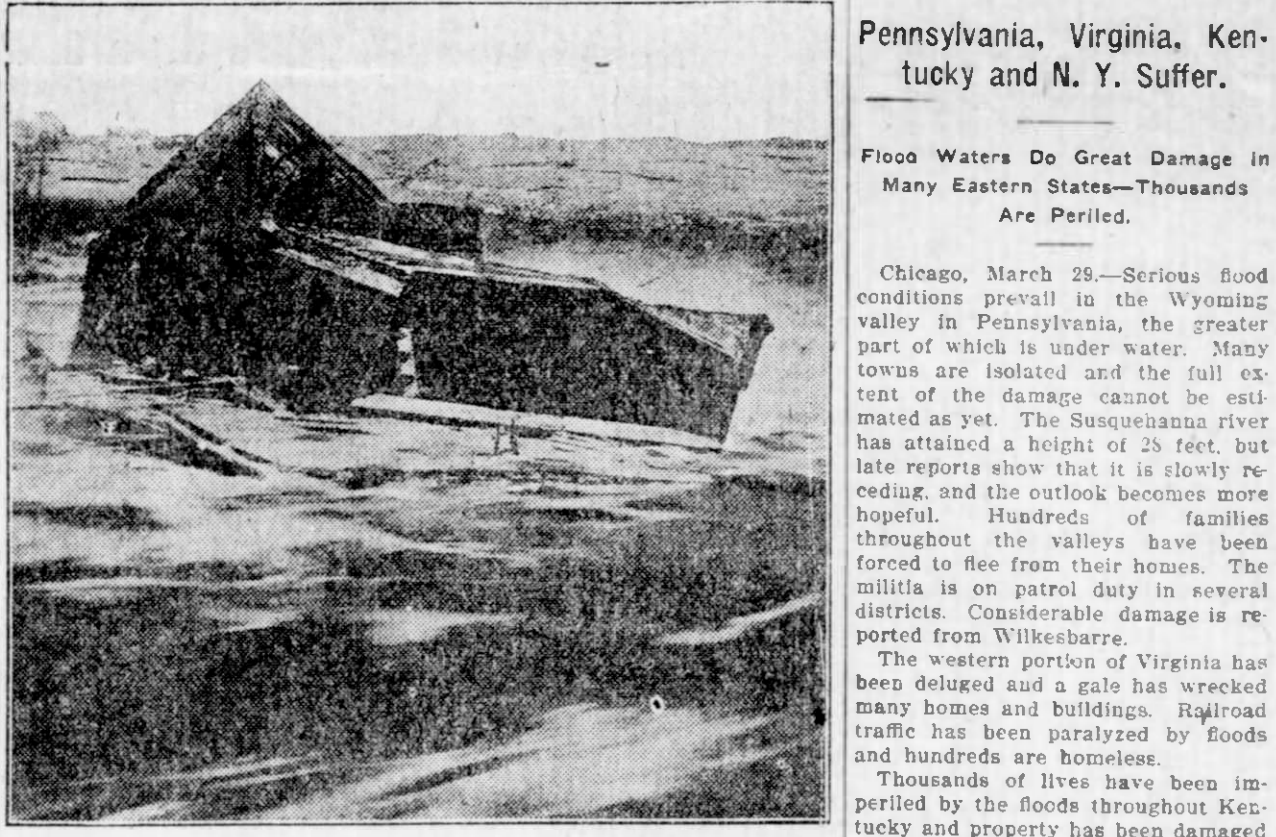 Pennsylvania, Virginia, Ken-
tucky and N. Y. Suffer.
Flood Waters Do Great Damage in
Many Eastern States—Thousands
Are Periled.
Chicago, March 29.—Serious flood
conditions prevail in the Wyoming
valley in Pennsylvania, the greater
part of which is under water. Many
towns are isolated and the full ex-
tent of the damage cannot be esti-
mated as yet. The Susquehanna river
has attained a height of 28 feet, but
late reports show that it is slowly re-
ceding, and the outlook becomes more
hopeful. Hundreds of families
throughout the valleys have been
forced to flee from their homes. The
militia is on patrol duty in several
districts. Considerable damage is re-
ported from Wilkesbarre.
The western portion of Virginia has
been deluged and a gale has wrecked
many homes and buildings. Railroad
traffic has been paralyzed by floods
and hundreds are homeless.
Thousands of lives have been im-
periled by the floods throughout Ken-
tucky and property has been damaged